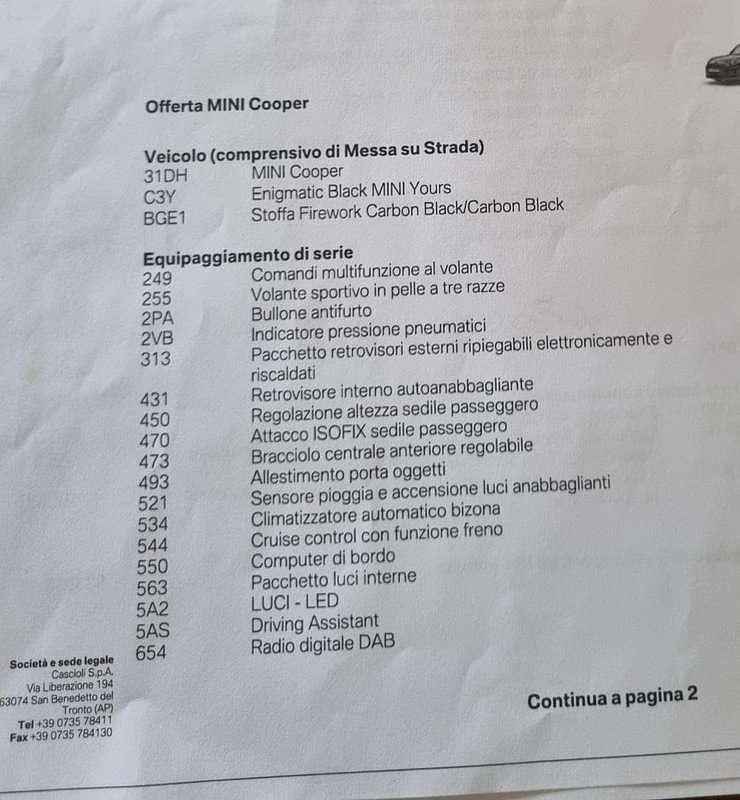 Offerta MINI Cooper
Veicolo (comprensivo di Messa su Strada)
31DH MINI Cooper
C3Y Enigmatic Black MINI Yours
BGE1 Stoffa Firework Carbon Black/Carbon Black
Equipaggiamento di serie
249 Comandi multifunzione al volante
255 Volante sportivo in pelle a tre razze
2PA Bullone antifurto
2VB Indicatore pressione pneumatici
313 Pacchetto retrovisori esterni ripiegabili elettronicamente e
riscaldati
431 Retrovisore interno autoanabbagliante
450 Regolazione altezza sedile passeggero
470 Attacco ISOFIX sedile passeggero
473 Bracciolo centrale anteriore regolabile
493 Allestimento porta oggetti
521 Sensore pioggia e accensione luci anabbaglianti
534 Climatizzatore automatico bizona
544 Cruise control con funzione freno
550 Computer di bordo
563 Pacchetto luci interne
5A2 LUCI - LED
5AS Driving Assistant
654 Radio digitale DAB
Società e sede legale
Cascioli S.p.A.
Via Liberazione 194
63074 San Benedetto del
Tronto (AP)
Tel +39 0735 78411
Fax +39 0735 784130
Continua a pagina 2